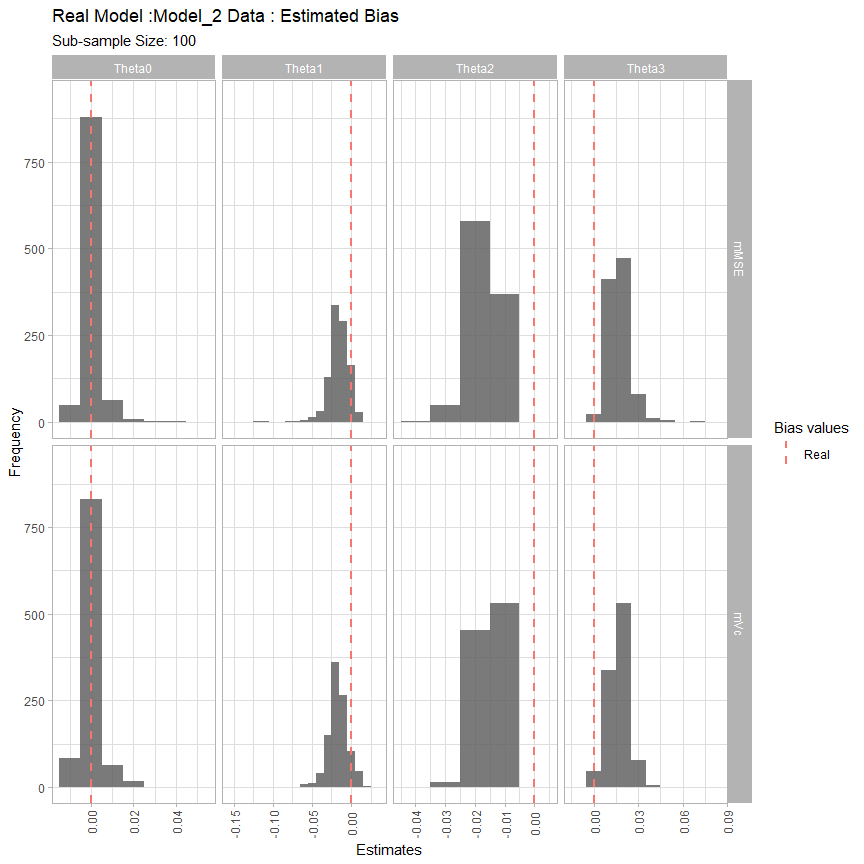 Real Model :Model_2 Data : Estimated Bias
Sub-sample Size: 100
Theta0 Theta1 Theta2 Theta3
750
500
250
0
mMSE
Frequency
750
500
250
0
mVc
0.00 0.02 0.04 -0.15 -0.10 -0.05 0.00 -0.04 -0.03 -0.02 -0.01 0.00 0.00 0.03 0.06 0.09
Estimates
Bias values
Real